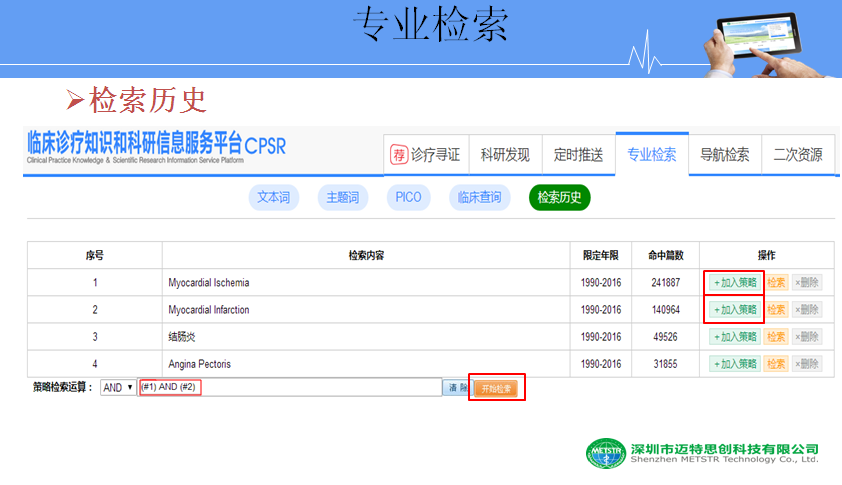 专业检索
检索历史
临床诊疗知识和科研信息服务平台CPSR
Clinical Practice Knowledge & Scientific Research Information Service Platform
荐 诊疗寻证 科研发现 定时推送 专业检索 导航检索 二次资源
文本词 主题词 PICO 临床查询 检索历史
序号 检索内容 限定年限 命中篇数 操作
1 Myocardial Ischemia 1990-2016 241887 +加入策略 检索 ×删除
2 Myocardial Infarction 1990-2016 140964 +加入策略 检索 ×删除
3 结肠炎 1990-2016 49526 +加入策略 检索 ×删除
4 Angina Pectoris 1990-2016 31855 +加入策略 检索 ×删除
策略检索运算： AND (#1) AND (#2) 清 除 开始检索
METSTR 深圳市迈特思创科技有限公司
Shenzhen METSTR Technology Co., Ltd.